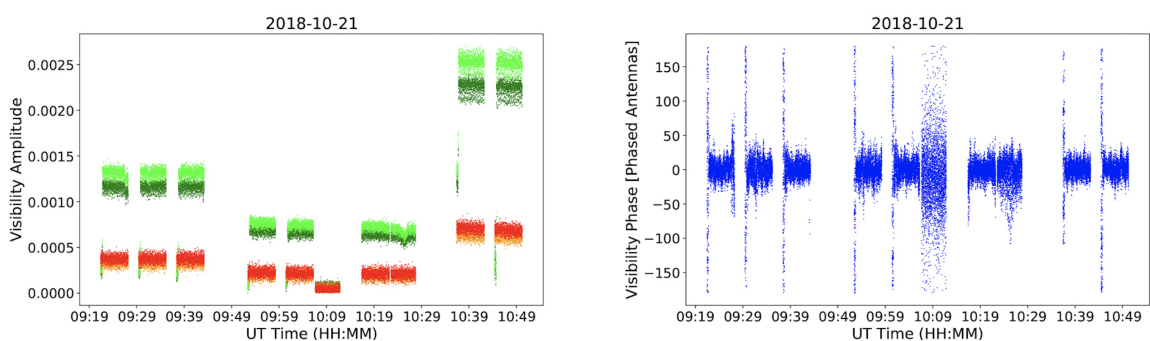 2018-10-21
0.0025
0.0020
0.0015
0.0010
0.0005
0.0000
Visibility Amplitude
09:19 09:29 09:39 09:49 09:59 10:09 10:19 10:29 10:39 10:49
UT Time (HH:MM)
2018-10-21
150
100
50
0
−50
−100
−150
Visibility Phase [Phased Antennas]
09:19 09:29 09:39 09:49 09:59 10:09 10:19 10:29 10:39 10:49
UT Time (HH:MM)